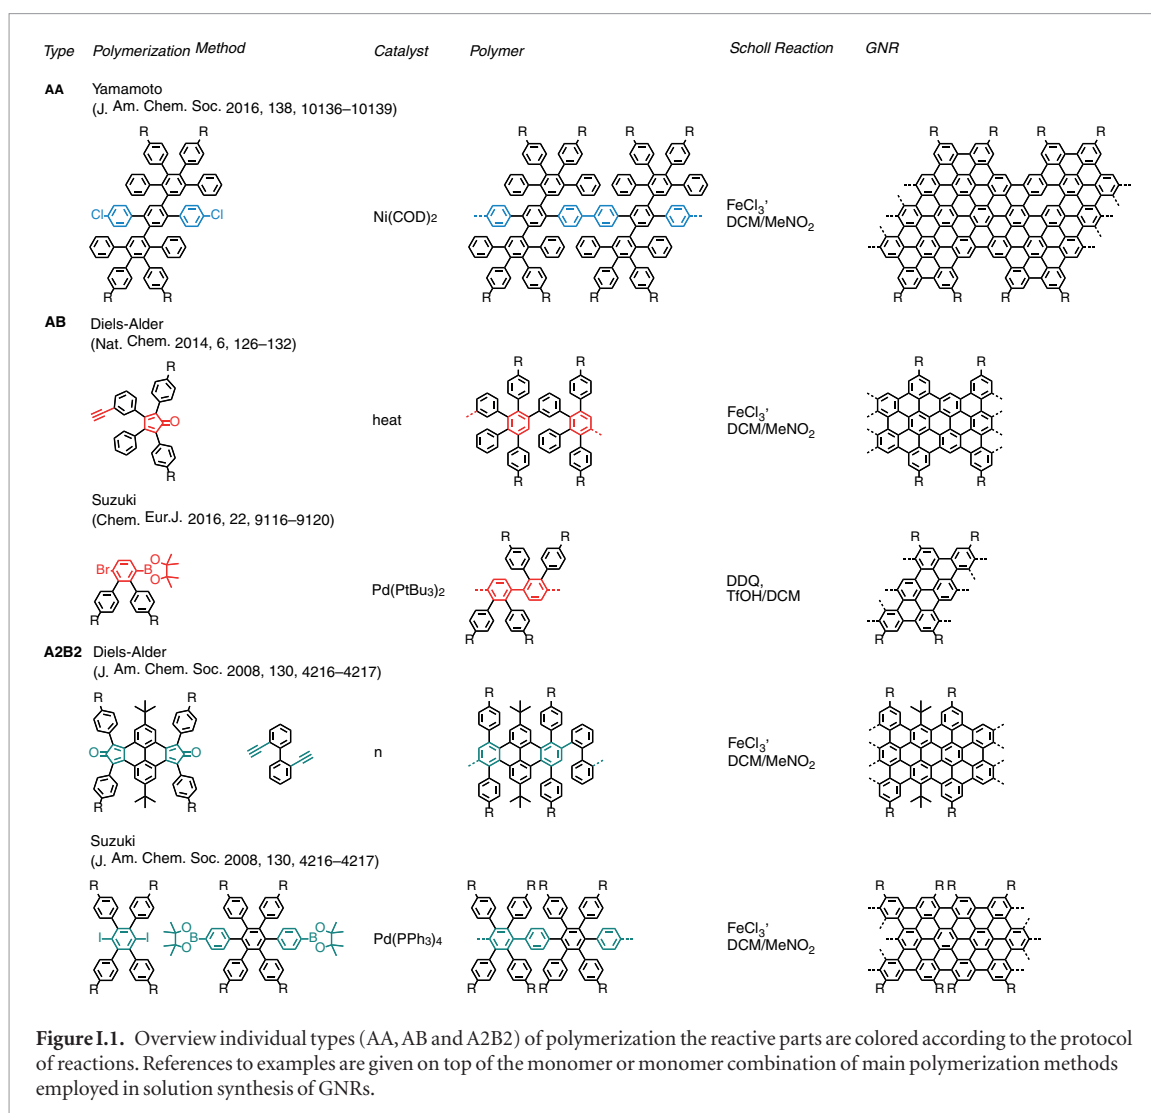 Type Polymerization Method Catalyst Polymer Scholl Reaction GNR
AA Yamamoto
(J. Am. Chem. Soc. 2016, 138, 10136–10139)
R R R R R R R R R R
Cl Cl Ni(COD)2 FeCl3, DCM/MeNO2
R R R R R R R R R R
AB Diels-Alder
(Nat. Chem. 2014, 6, 126–132)
R R R R R
O heat FeCl3, DCM/MeNO2
R R R R R
Suzuki
(Chem. Eur.J. 2016, 22, 9116–9120)
R R R R
Br B O O Pd(PtBu3)2 DDQ, TfOH/DCM
R R R R R R
A2B2 Diels-Alder
(J. Am. Chem. Soc. 2008, 130, 4216–4217)
R R R R R R
O O n FeCl3, DCM/MeNO2
R R R R R R
Suzuki
(J. Am. Chem. Soc. 2008, 130, 4216–4217)
R R R R R R R R R R R R
I I O B O O B O Pd(PPh3)4 FeCl3, DCM/MeNO2
R R R R R R R R R R R R
Figure I.1. Overview individual types (AA, AB and A2B2) of polymerization the reactive parts are colored according to the protocol
of reactions. References to examples are given on top of the monomer or monomer combination of main polymerization methods
employed in solution synthesis of GNRs.